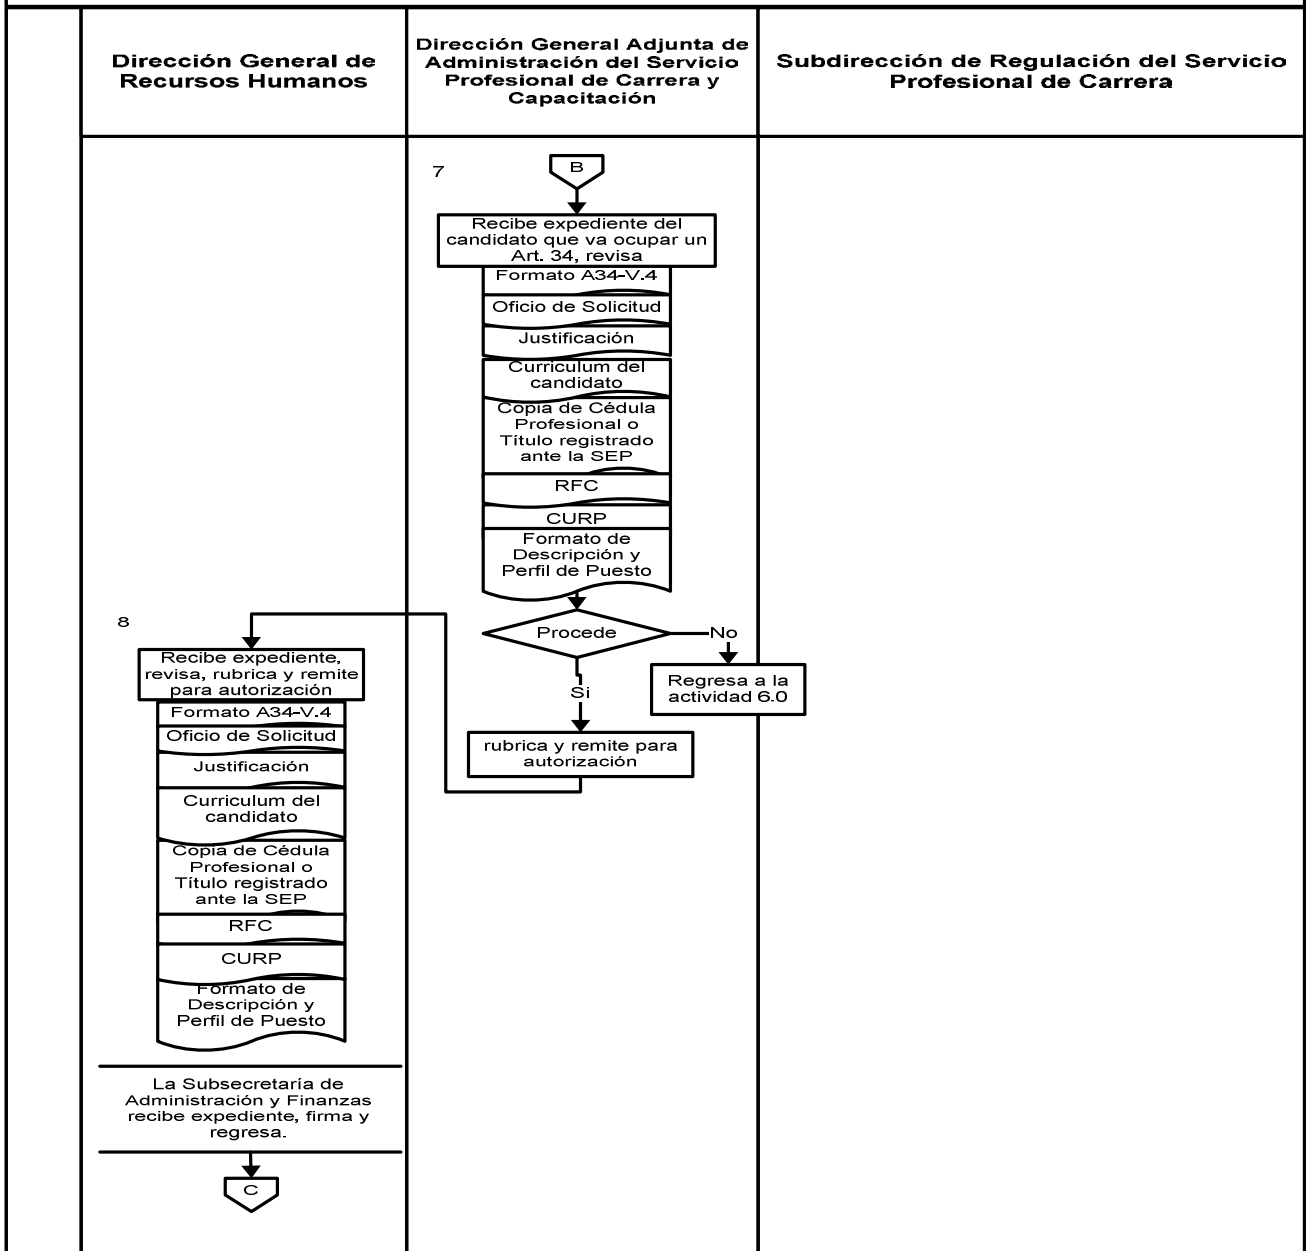 Dirección General de
Recursos Humanos
Dirección General Adjunta de
Administración del Servicio
Profesional de Carrera y
Capacitación
Subdirección de Regulación del Servicio
Profesional de Carrera
7
B
Recibe expediente del
candidato que va ocupar un
Art. 34, revisa
Formato A34-V.4
Oficio de Solicitud
Justificación
Curriculum del
candidato
Copia de Cédula
Profesional o
Título registrado
ante la SEP
RFC
CURP
Formato de
Descripción y
Perfil de Puesto
Procede
No
Regresa a la
actividad 6.0
Si
rubrica y remite para
autorización
8
Recibe expediente,
revisa, rubrica y remite
para autorización
Formato A34-V.4
Oficio de Solicitud
Justificación
Curriculum del
candidato
Copia de Cédula
Profesional o
Título registrado
ante la SEP
RFC
CURP
Formato de
Descripción y
Perfil de Puesto
La Subsecretaría de
Administración y Finanzas
recibe expediente, firma y
regresa.
C